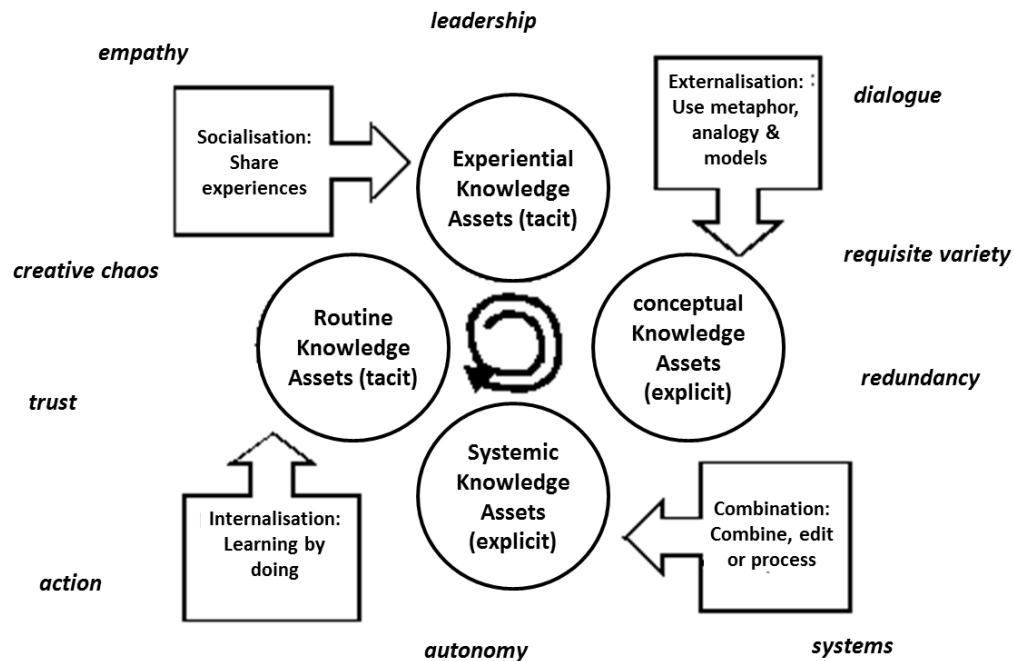 leadership
empathy
Externalisation: :
Use metaphor,
analogy &
models
dialogue
Socialisation:
Share
experiences
Experiential
Knowledge
Assets (tacit)
creative chaos
requisite variety
Routine
Knowledge
Assets (tacit)
conceptual
Knowledge
Assets
(explicit)
trust
redundancy
Systemic
Knowledge
Assets
(explicit)
Internalisation:
Learning by
doing
Combination:
Combine, edit
or process
action
autonomy
systems